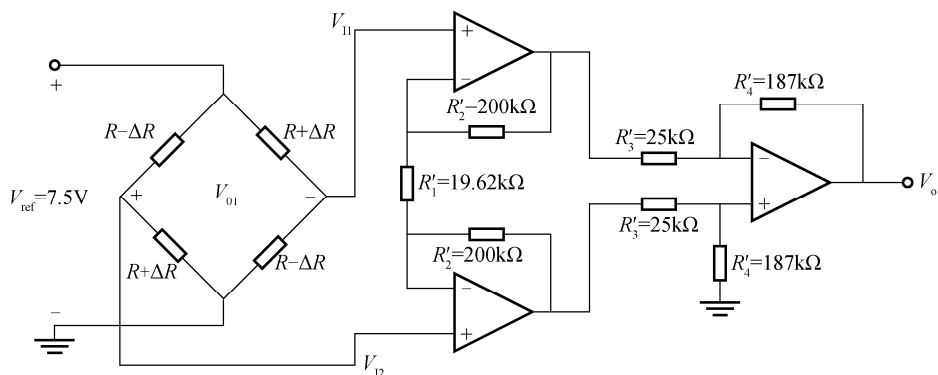 V_I1
+
R−ΔR
R+ΔR
V_ref=7.5V
+
V_01
−
R+ΔR
R−ΔR
−
V_I2
+
−
R′_2−200kΩ
R′_1=19.62kΩ
R′_2=200kΩ
−
+
R′_4=187kΩ
R′_3=25kΩ
−
+
V_o
R′_3=25kΩ
R′_4=187kΩ